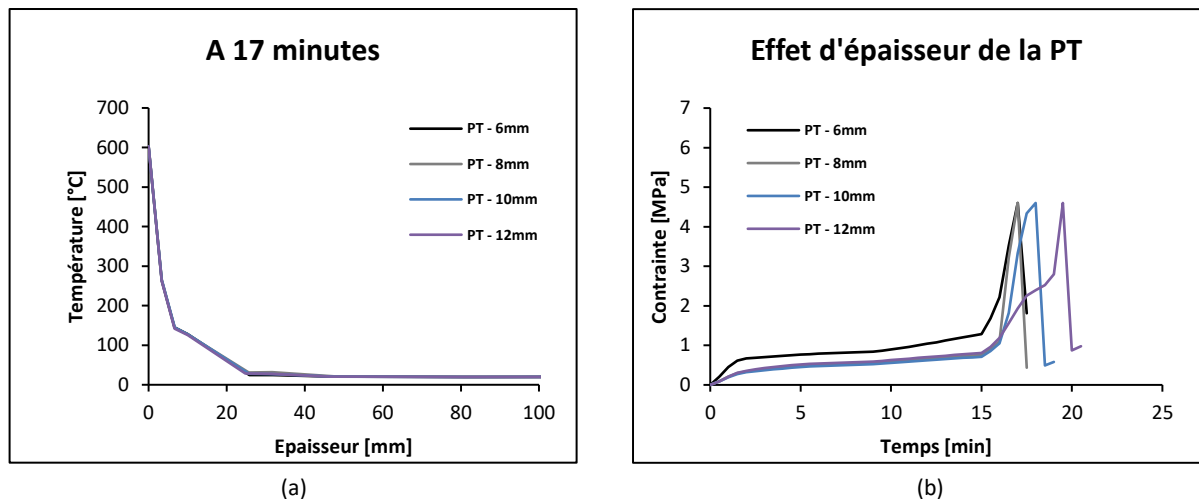 A 17 minutes
700
600
500
400
300
200
100
0
Température [°C]
PT - 6mm
PT - 8mm
PT - 10mm
PT - 12mm
0 20 40 60 80 100
Epaisseur [mm]
(a)
Effet d'épaisseur de la PT
7
6
5
4
3
2
1
0
Contrainte [MPa]
PT - 6mm
PT - 8mm
PT - 10mm
PT - 12mm
0 5 10 15 20 25
Temps [min]
(b)